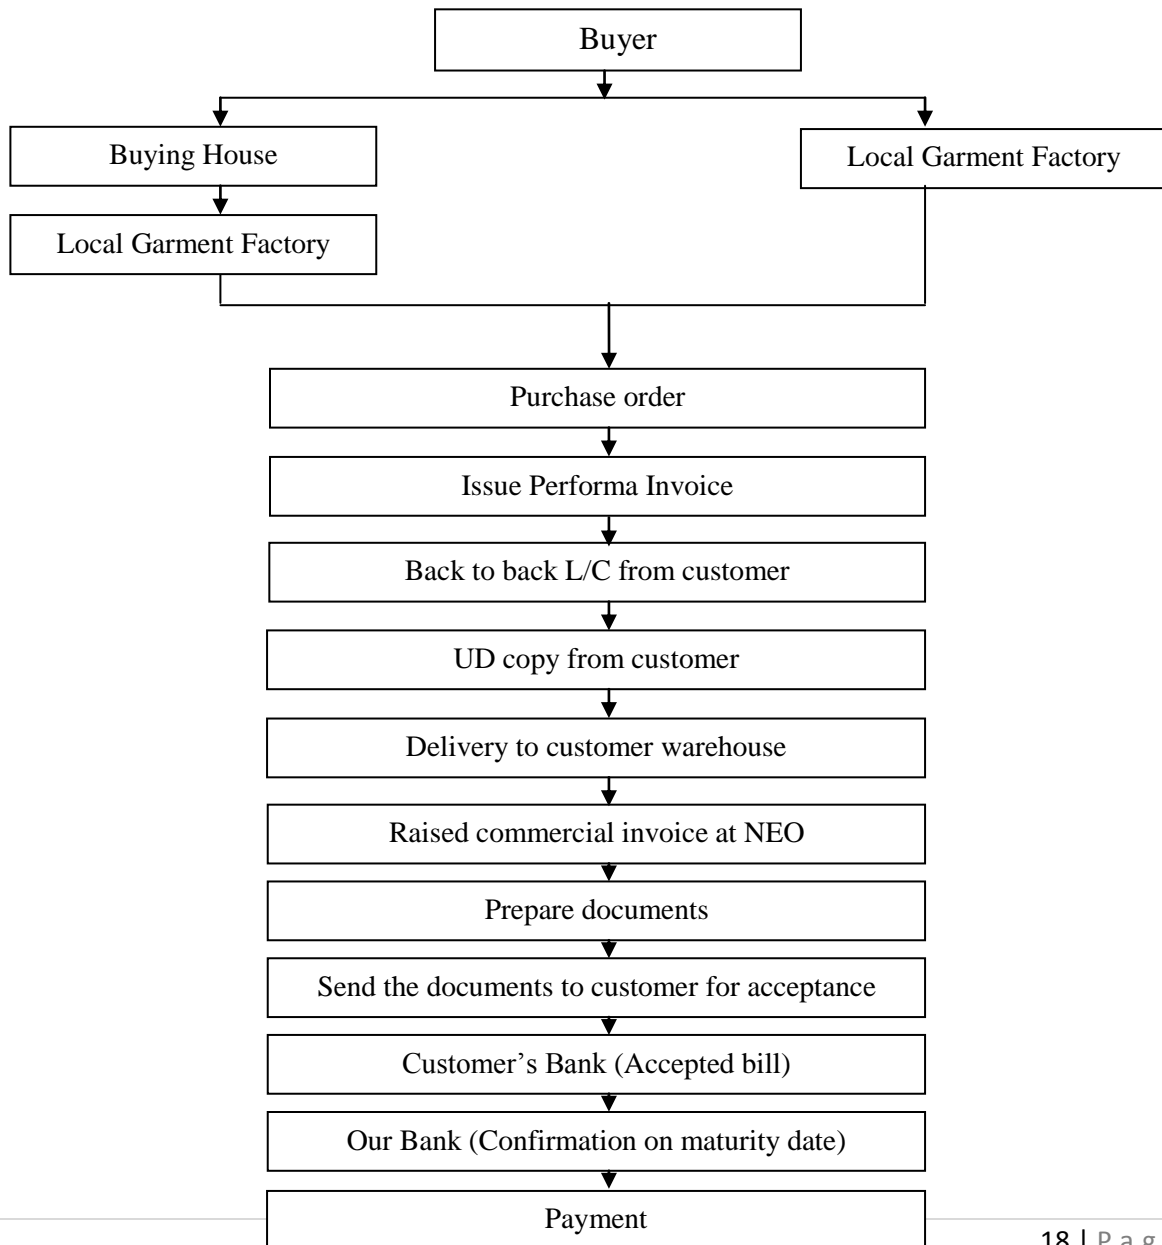 Buyer
Buying House
Local Garment Factory
Local Garment Factory
Purchase order
Issue Performa Invoice
Back to back L/C from customer
UD copy from customer
Delivery to customer warehouse
Raised commercial invoice at NEO
Prepare documents
Send the documents to customer for acceptance
Customer’s Bank (Accepted bill)
Our Bank (Confirmation on maturity date)
Payment
18 | P a g